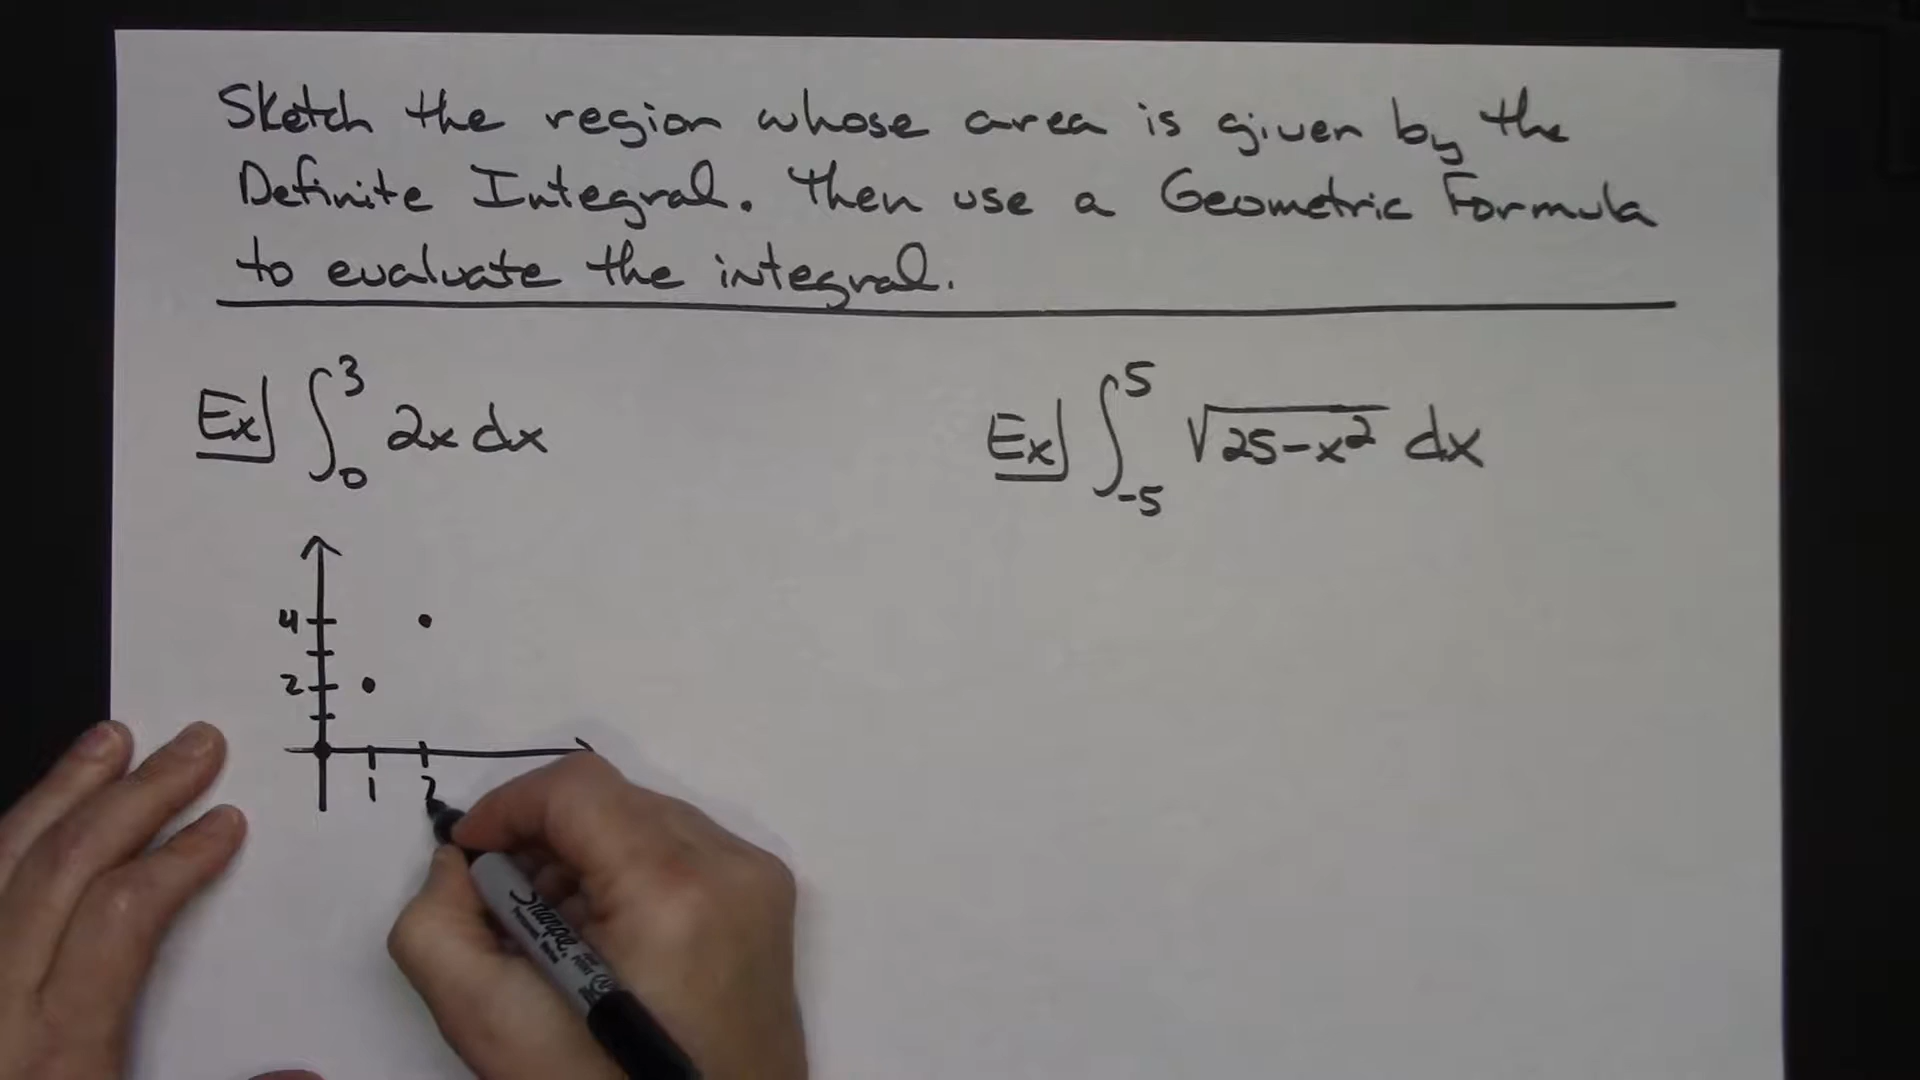 Sketch the region whose area is given by the
Definite Integral. Then use a Geometric Formula
to evaluate the integral.
Ex] ∫₀³ 2x dx
Ex] ∫₋₅⁵ √(25-x²) dx
4
2
1 2
Sharpie